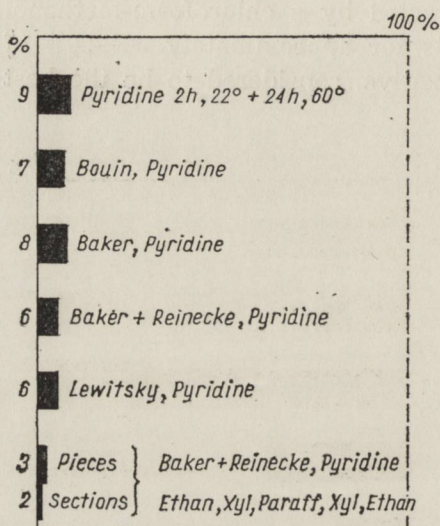 100%
%
9 Pyridine 2h, 22° + 24h, 60°
7 Bouin, Pyridine
8 Baker, Pyridine
6 Baker + Reinecke, Pyridine
6 Lewitsky, Pyridine
3 Pieces } Baker+Reinecke, Pyridine
2 Sections } Ethan, Xyl, Paraff, Xyl, Ethan